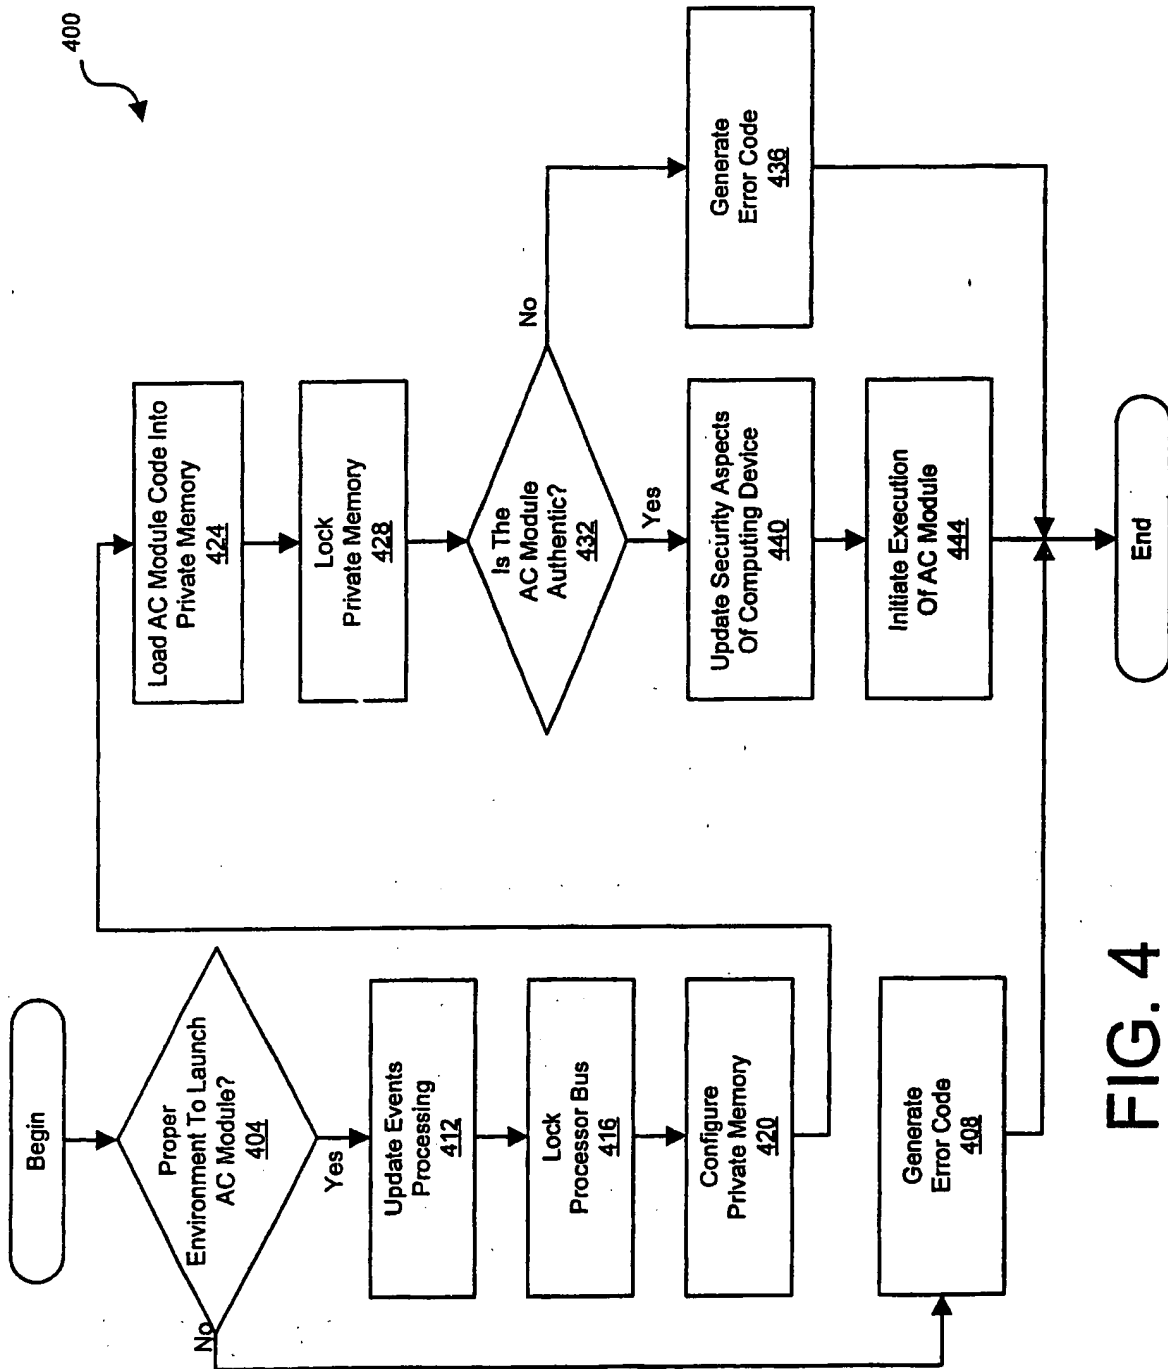 400
Begin
Proper
Environment To Launch
AC Module?
404
No
Yes
Update Events
Processing
412
Lock
Processor Bus
416
Configure
Private Memory
420
Generate
Error Code
408
Load AC Module Code Into
Private Memory
424
Lock
Private Memory
428
Is The
AC Module
Authentic?
432
No
Yes
Generate
Error Code
436
Update Security Aspects
Of Computing Device
440
Initiate Execution
Of AC Module
444
End
FIG. 4